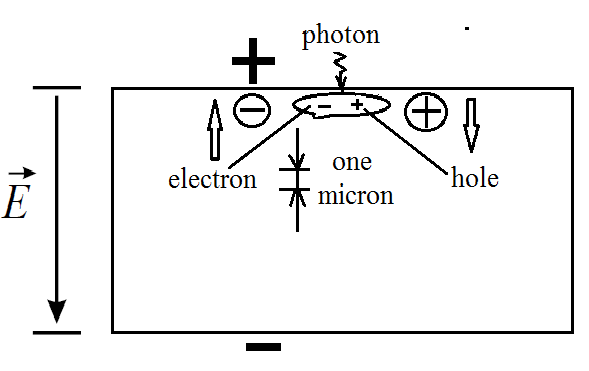 +
photon
− +
− +
electron
one
micron
hole
E
−